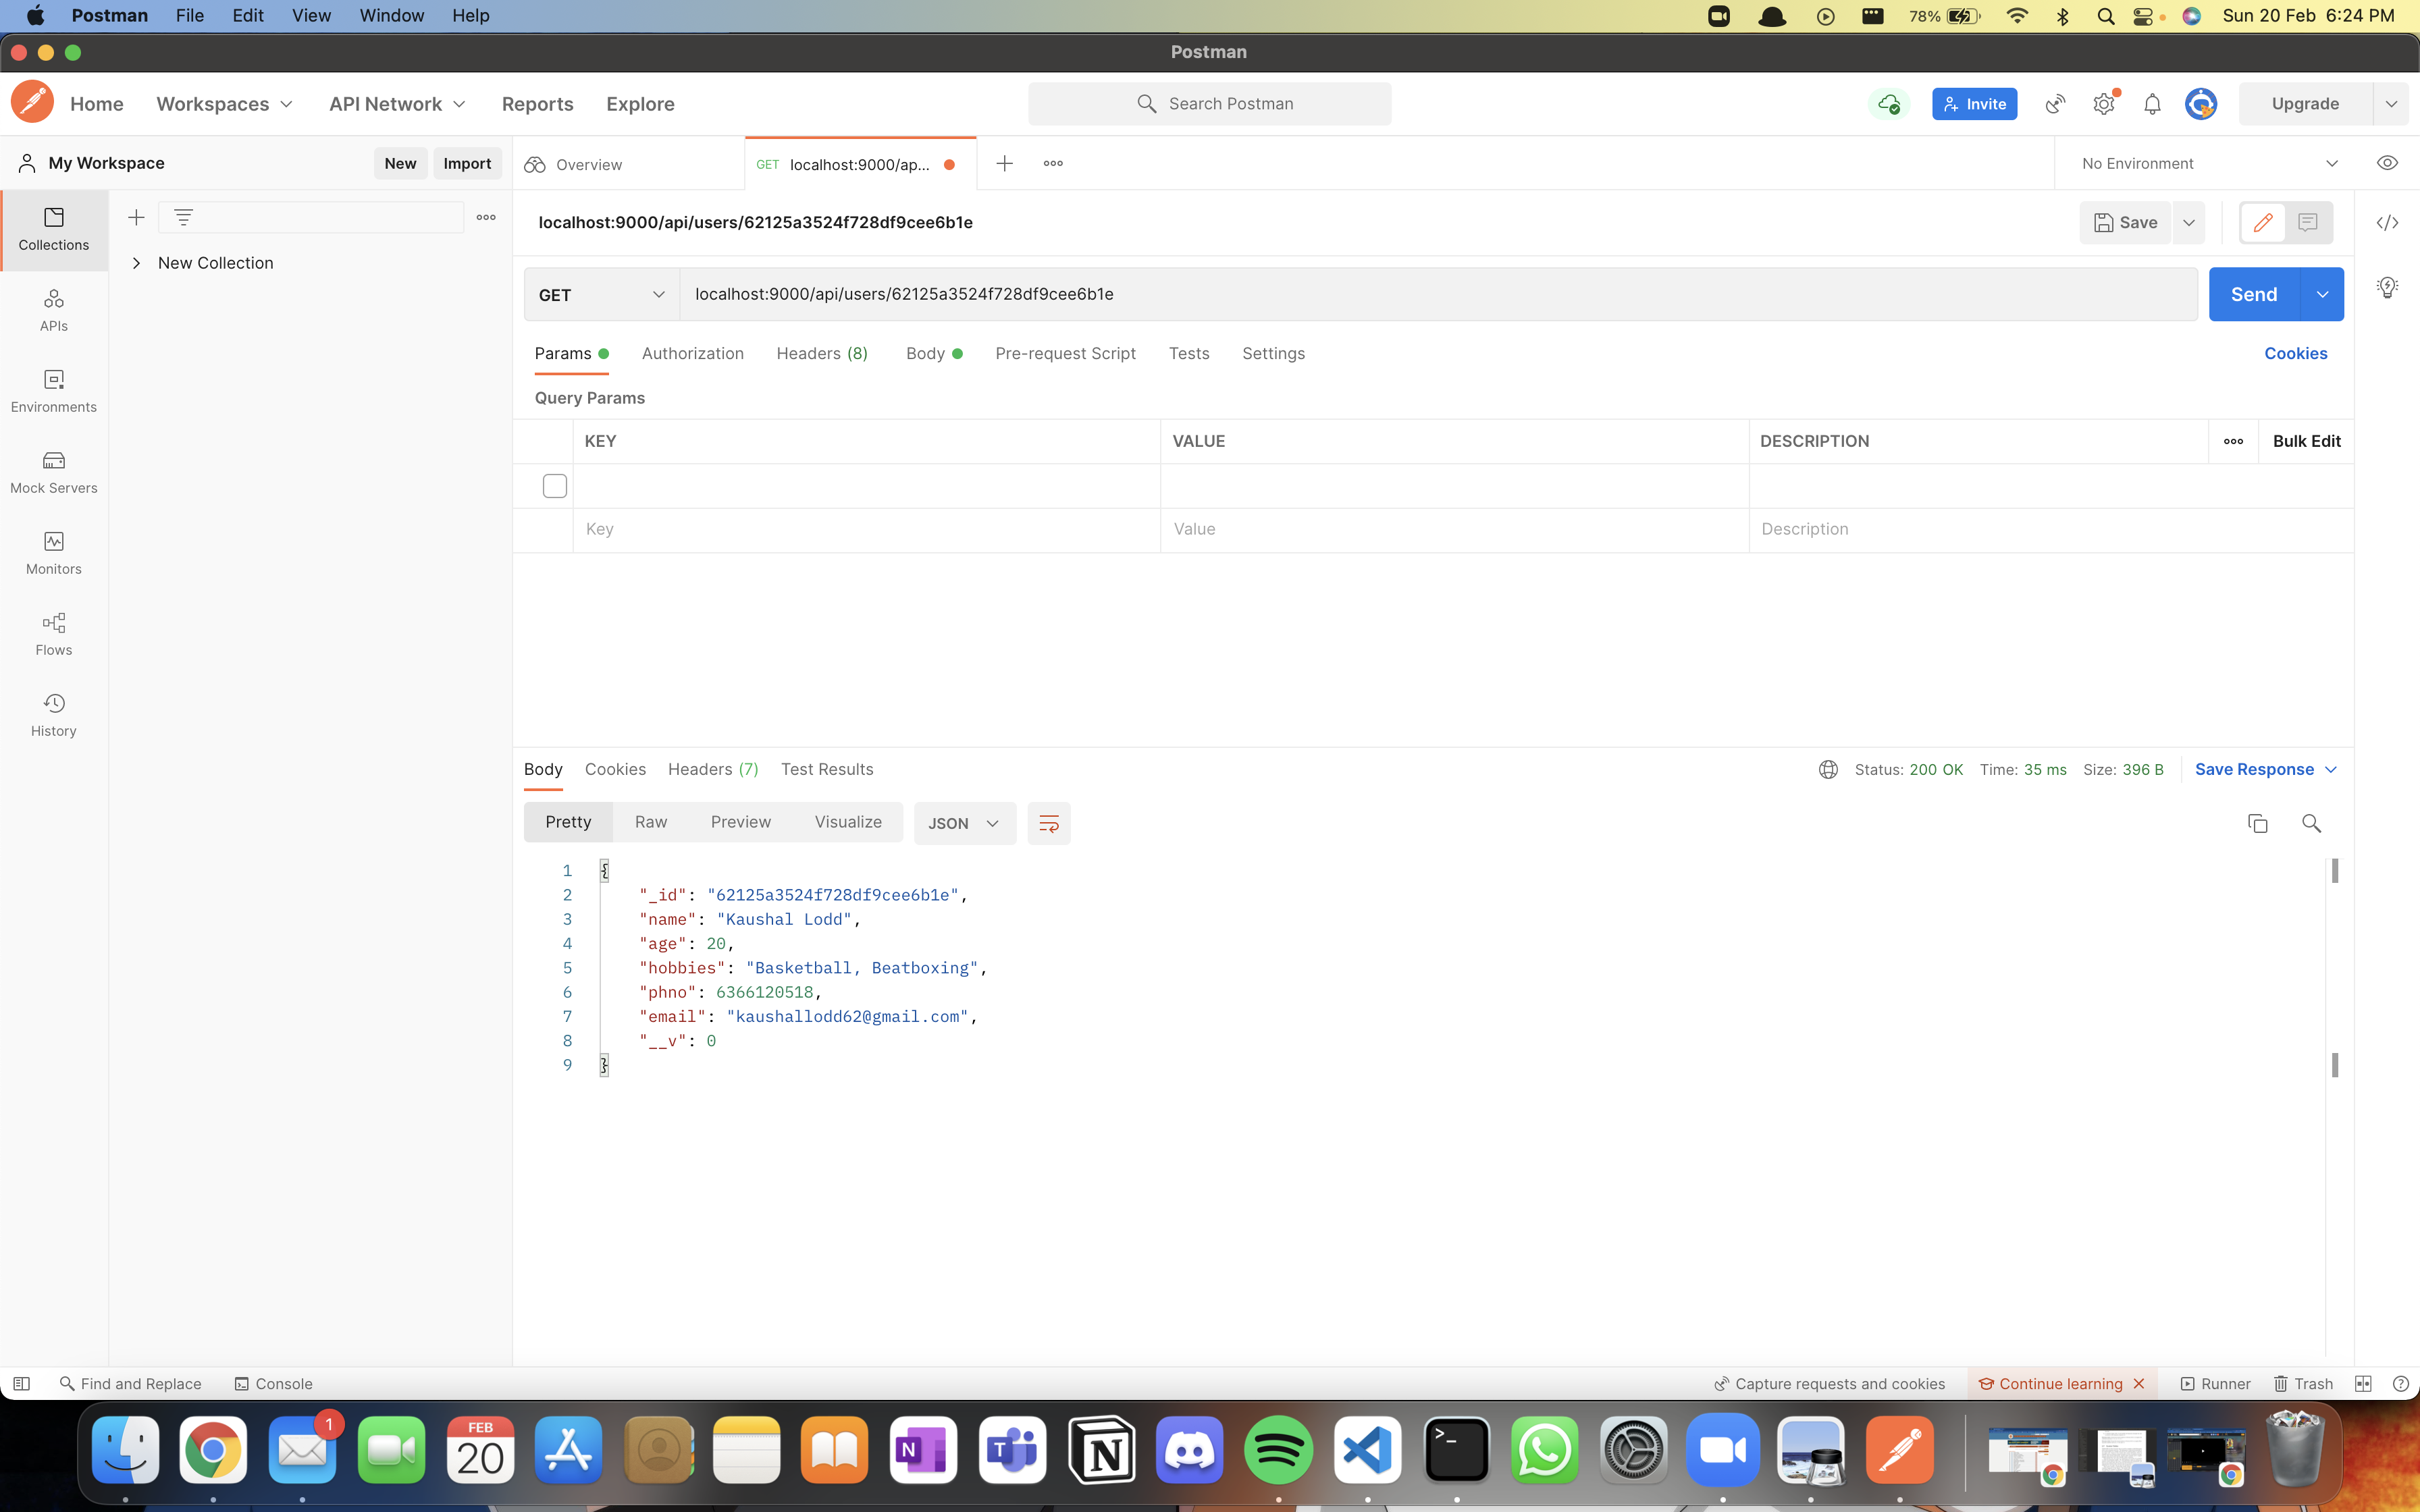 Postman File Edit View Window Help 78% Sun 20 Feb 6:24 PM
Postman
Home Workspaces API Network Reports Explore Search Postman Invite Upgrade
My Workspace New Import Overview GET localhost:9000/ap... No Environment
Collections
New Collection
APIs
Environments
Mock Servers
Monitors
Flows
History
localhost:9000/api/users/62125a3524f728df9cee6b1e Save
GET localhost:9000/api/users/62125a3524f728df9cee6b1e Send
Params Authorization Headers (8) Body Pre-request Script Tests Settings Cookies
Query Params
KEY VALUE DESCRIPTION Bulk Edit
Key Value Description
Body Cookies Headers (7) Test Results Status: 200 OK Time: 35 ms Size: 396 B Save Response
Pretty Raw Preview Visualize JSON
1 {
2 "_id": "62125a3524f728df9cee6b1e",
3 "name": "Kaushal Lodd",
4 "age": 20,
5 "hobbies": "Basketball, Beatboxing",
6 "phno": 6366120518,
7 "email": "kaushallodd62@gmail.com",
8 "__v": 0
9 }
Find and Replace Console Capture requests and cookies Continue learning Runner Trash
1
FEB
20
N
T
N
>_